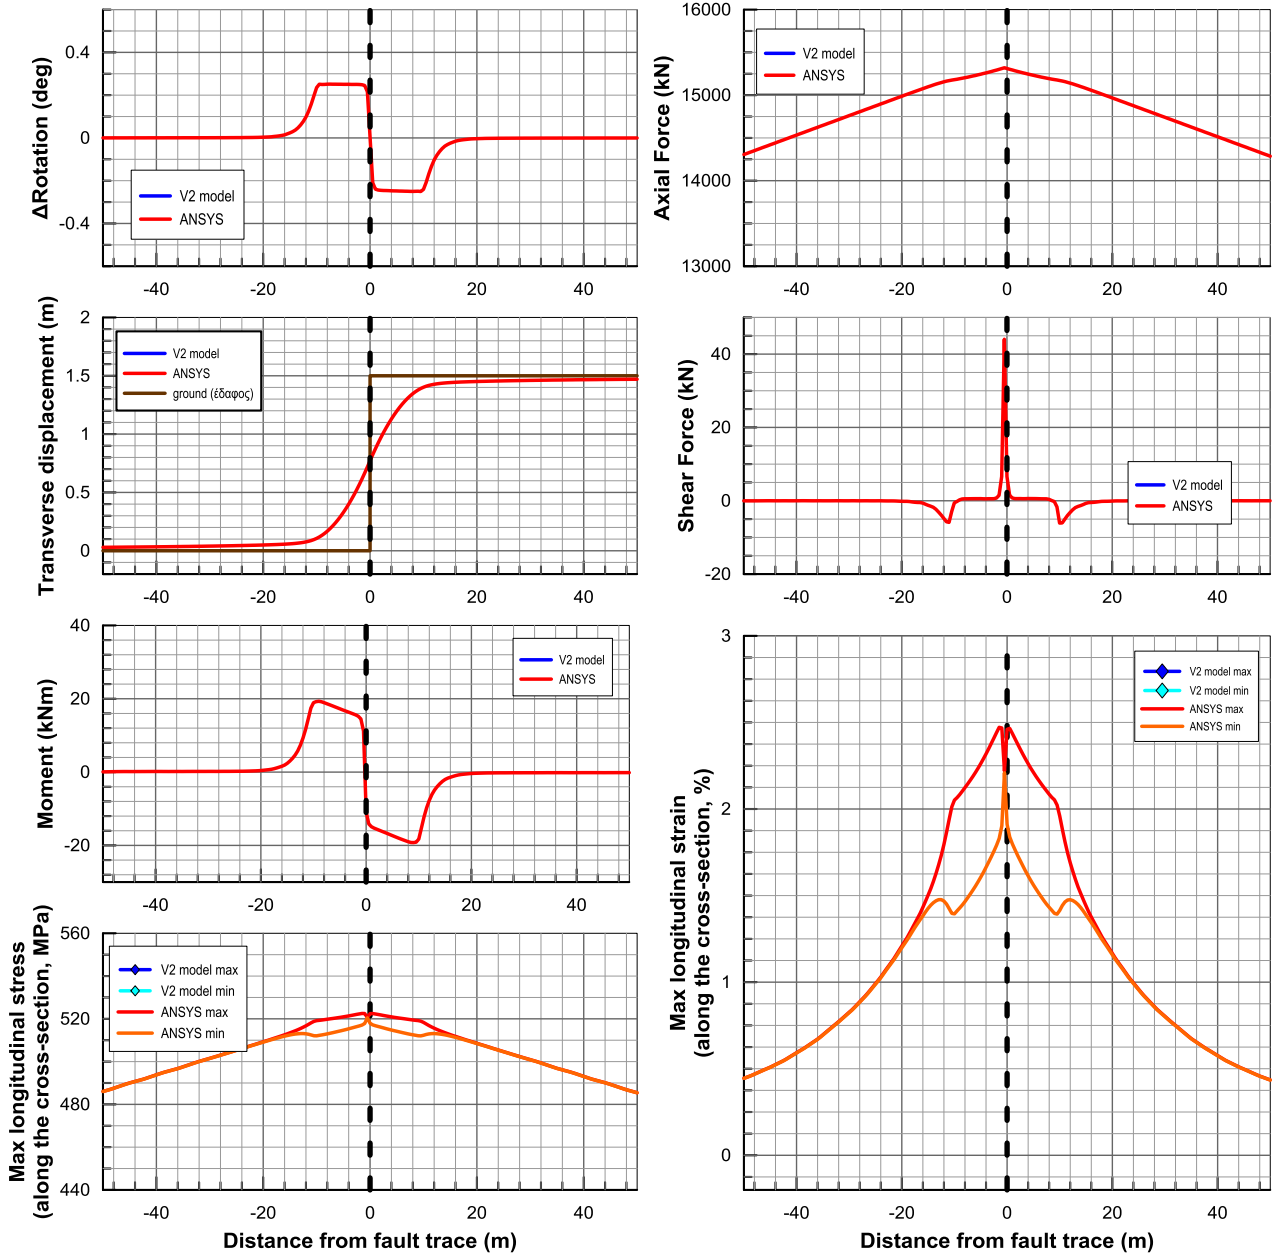 ΔRotation (deg)
0.4
0
-0.4
V2 model
ANSYS
-40
-20
0
20
40
Axial Force (kN)
16000
15000
14000
13000
V2 model
ANSYS
-40
-20
0
20
40
Transverse displacement (m)
2
1.5
1
0.5
0
V2 model
ANSYS
ground (έδαφος)
-40
-20
0
20
40
Shear Force (kN)
40
20
0
-20
V2 model
ANSYS
-40
-20
0
20
40
Moment (kNm)
40
20
0
-20
V2 model
ANSYS
-40
-20
0
20
40
Max longitudinal stress
(along the cross-section, MPa)
560
520
480
440
V2 model max
V2 model min
ANSYS max
ANSYS min
-40
-20
0
20
40
Distance from fault trace (m)
Max longitudinal strain
(along the cross-section, %)
3
2
1
0
V2 model max
V2 model min
ANSYS max
ANSYS min
-40
-20
0
20
40
Distance from fault trace (m)